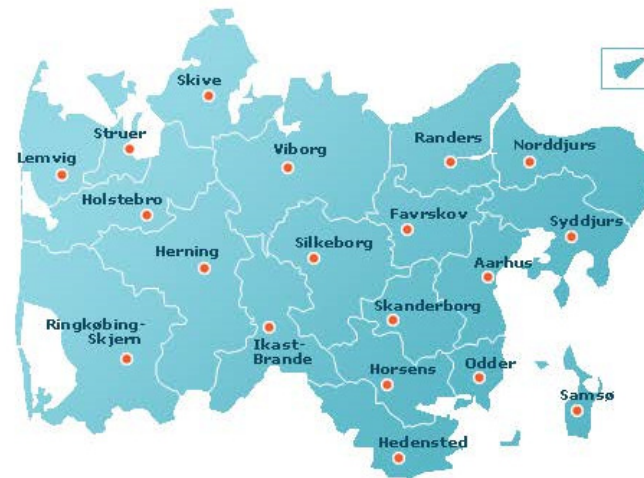 Skive
Struer
Lemvig
Viborg
Randers
Norddjurs
Holstebro
Favrskov
Syddjurs
Herning
Silkeborg
Aarhus
Skanderborg
Ringkøbing-
Skjern
Ikast-
Brande
Horsens
Odder
Samsø
Hedensted